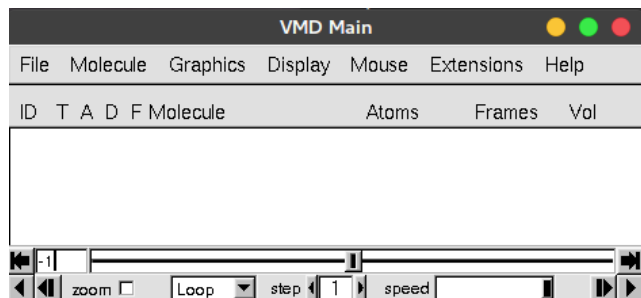 VMD Main
File Molecule Graphics Display Mouse Extensions Help
ID T A D F Molecule Atoms Frames Vol
-1
zoom Loop step 1 speed